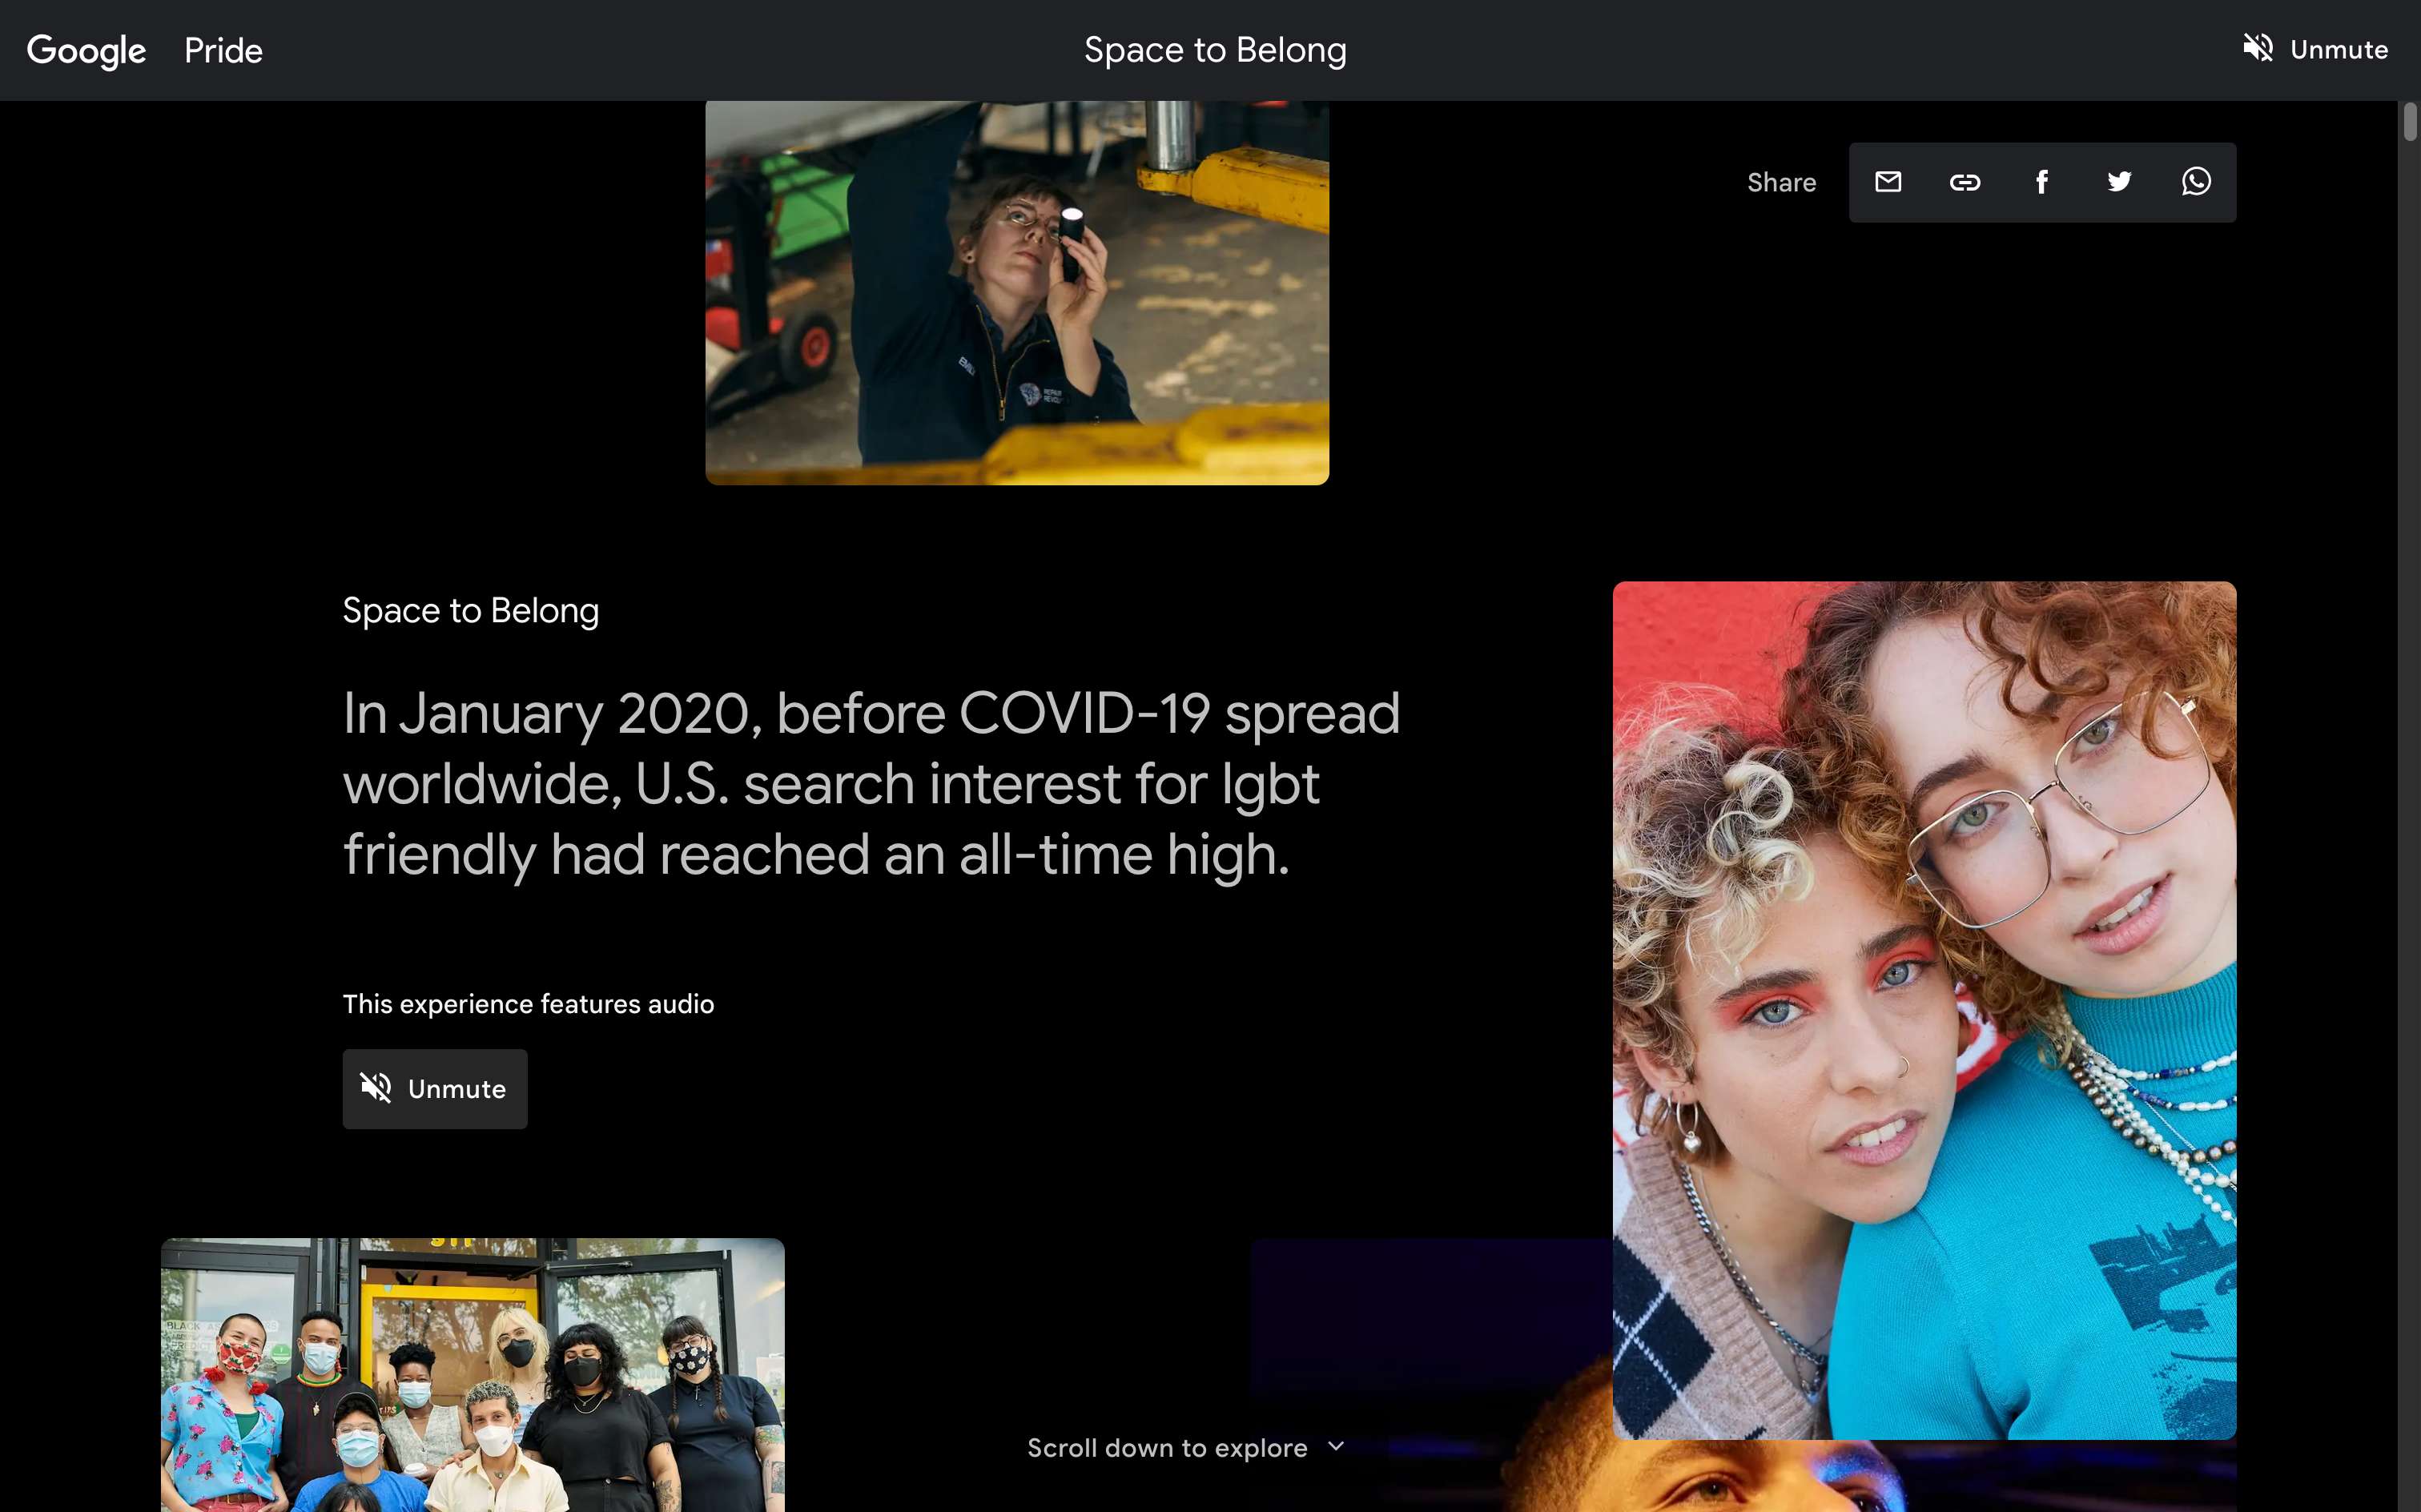 Google Pride
Space to Belong
Unmute
Share
Space to Belong
In January 2020, before COVID-19 spread
worldwide, U.S. search interest for lgbt
friendly had reached an all-time high.
This experience features audio
Unmute
Scroll down to explore